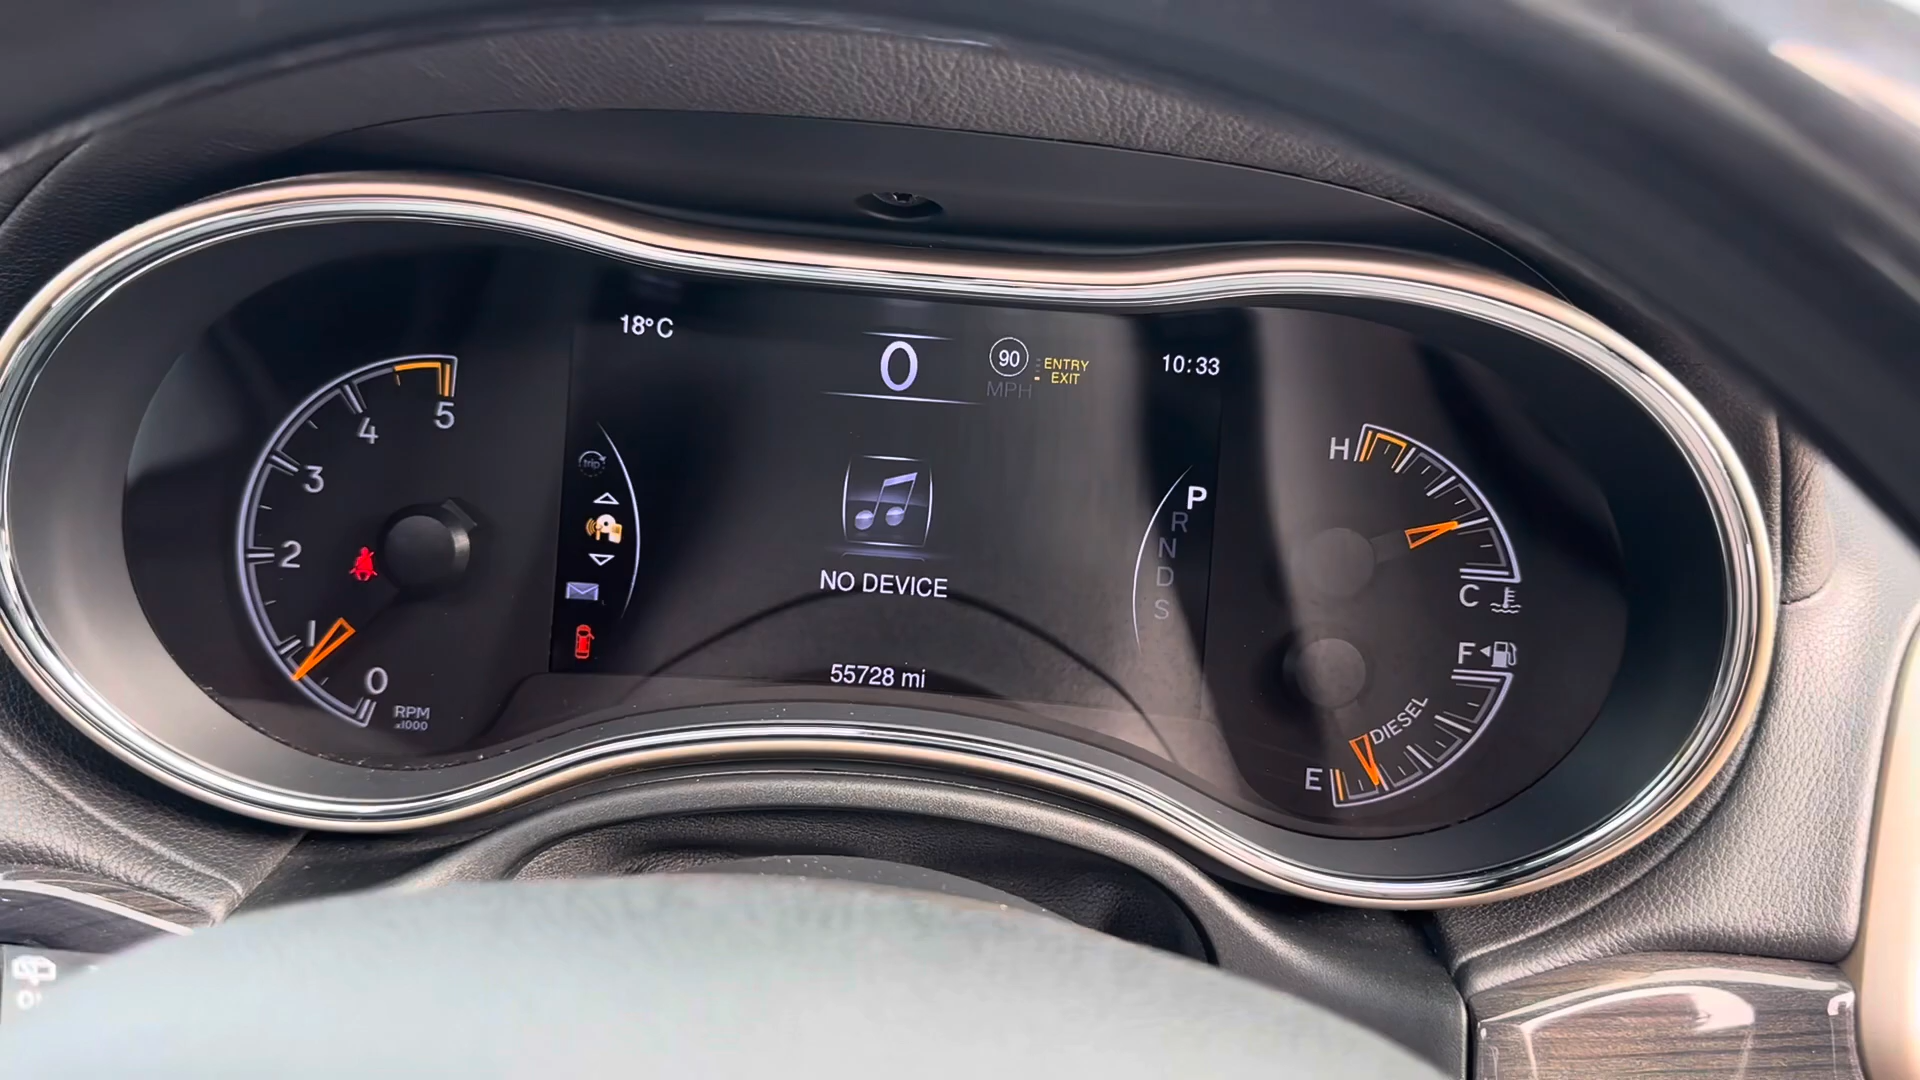 18°C
0
90
MPH
ENTRY
EXIT
10:33
5
4
3
2
1
0
RPM
x1000
trip
NO DEVICE
55728 mi
P
R
N
D
S
H
C
F
DIESEL
E